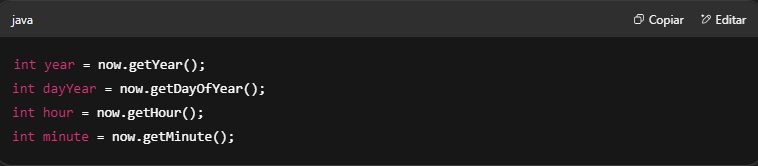 java Copiar Editar
int year = now.getYear();
int dayYear = now.getDayOfYear();
int hour = now.getHour();
int minute = now.getMinute();